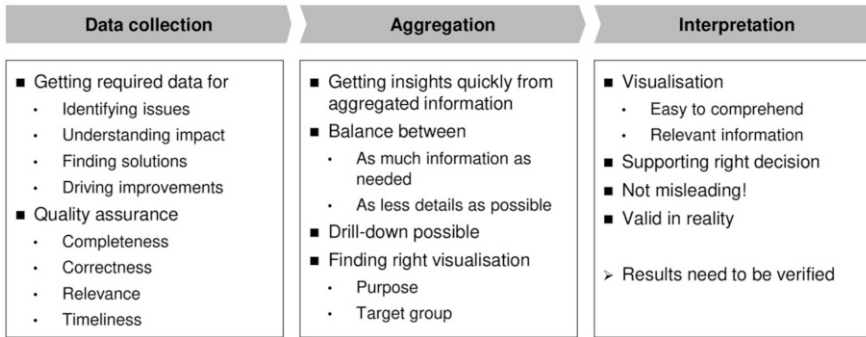 Data collection
Aggregation
Interpretation
■ Getting required data for
• Identifying issues
• Understanding impact
• Finding solutions
• Driving improvements
■ Quality assurance
• Completeness
• Correctness
• Relevance
• Timeliness
■ Getting insights quickly from
aggregated information
■ Balance between
• As much information as
needed
• As less details as possible
■ Drill-down possible
■ Finding right visualisation
• Purpose
• Target group
■ Visualisation
• Easy to comprehend
• Relevant information
■ Supporting right decision
■ Not misleading!
■ Valid in reality
➢ Results need to be verified